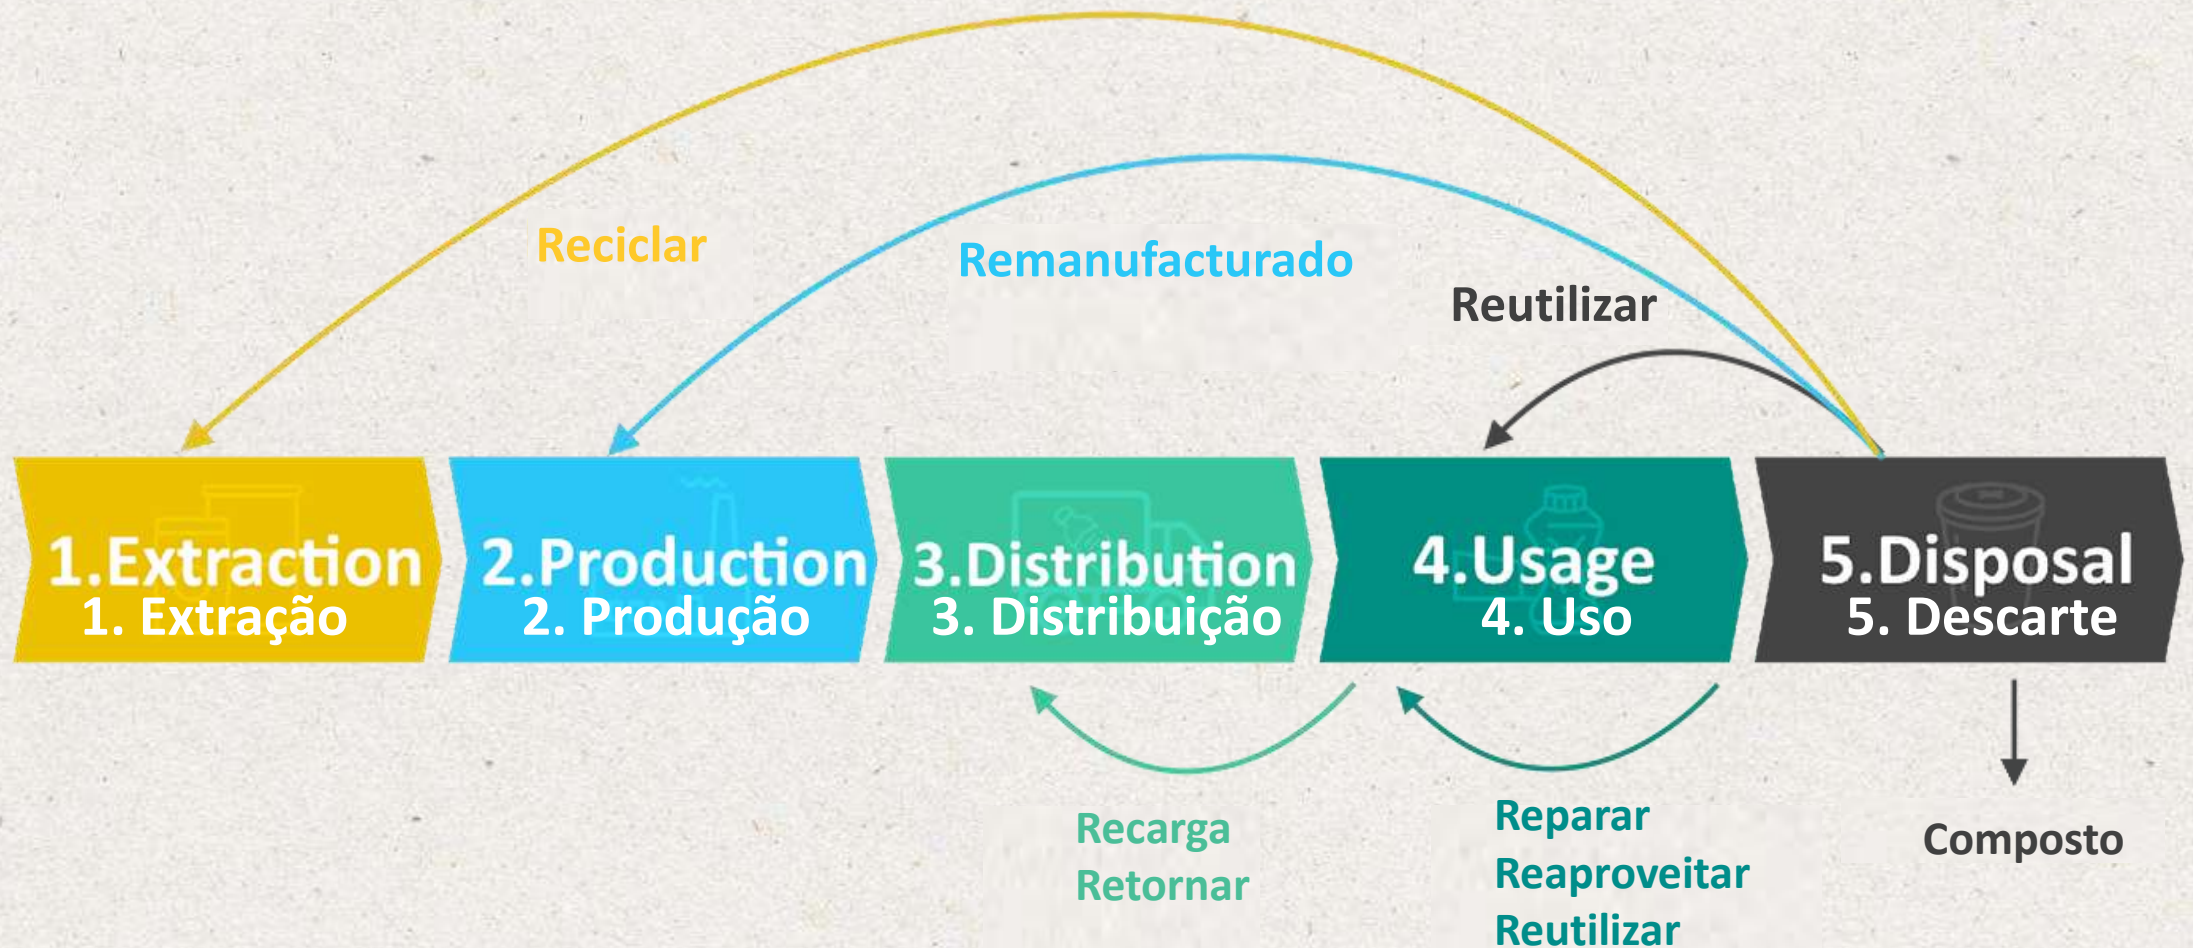 Reciclar
Remanufacturado
Reutilizar
1.Extraction
1. Extração
2.Production
2. Produção
3.Distribution
3. Distribuição
4.Usage
4. Uso
5.Disposal
5. Descarte
Recarga
Retornar
Reparar
Reaproveitar
Reutilizar
Composto